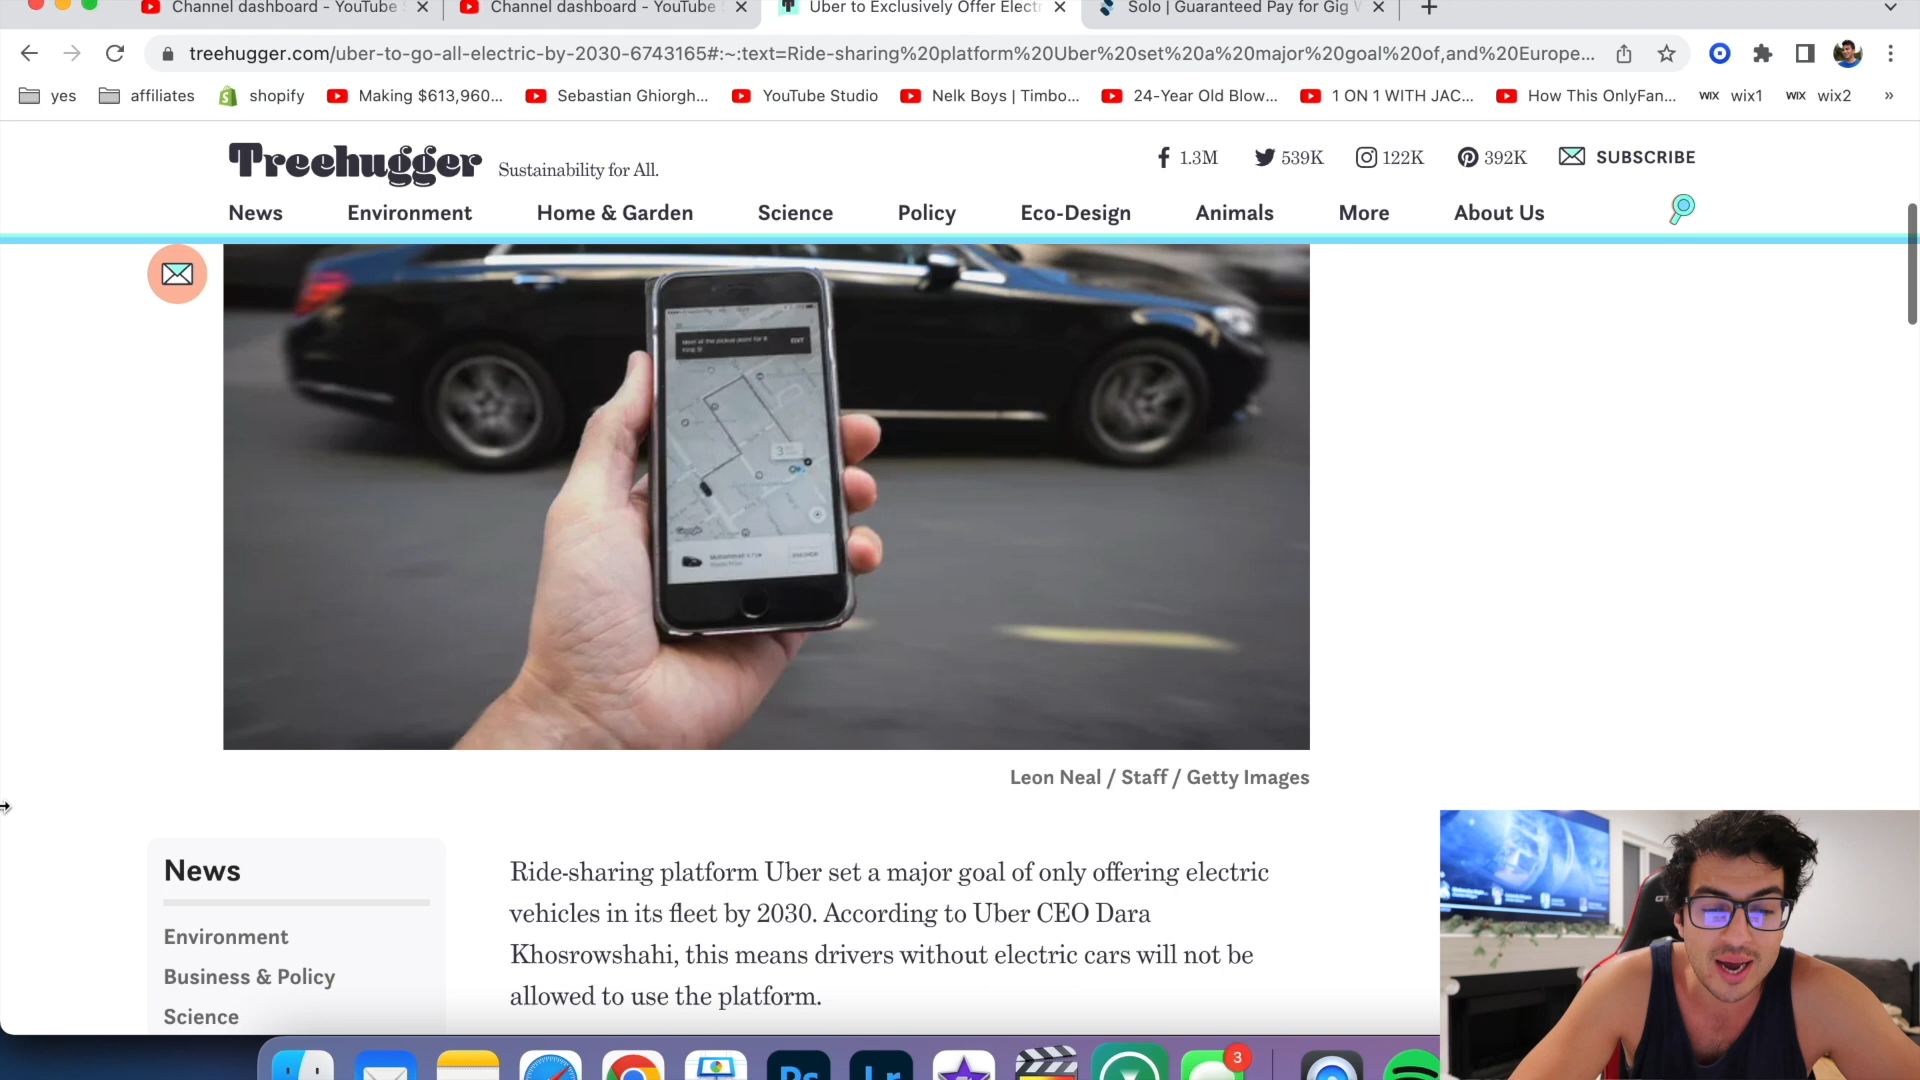 Channel dashboard - YouTube
Channel dashboard - YouTube
Uber to Exclusively Offer Electr
Solo | Guaranteed Pay for Gig
treehugger.com/uber-to-go-all-electric-by-2030-6743165#:~:text=Ride-sharing%20platform%20Uber%20set%20a%20major%20goal%20of,and%20Europe...
yes
affiliates
shopify
Making $613,960...
Sebastian Ghiorgh...
YouTube Studio
Nelk Boys | Timbo...
24-Year Old Blow...
1 ON 1 WITH JAC...
How This OnlyFan...
WIX wix1
WIX wix2
»
Treehugger
Sustainability for All.
1.3M
539K
122K
392K
SUBSCRIBE
News
Environment
Home & Garden
Science
Policy
Eco-Design
Animals
More
About Us
EDIT
3
Leon Neal / Staff / Getty Images
News
Environment
Business & Policy
Science
Ride-sharing platform Uber set a major goal of only offering electric
vehicles in its fleet by 2030. According to Uber CEO Dara
Khosrowshahi, this means drivers without electric cars will not be
allowed to use the platform.
Ps
Lr
3